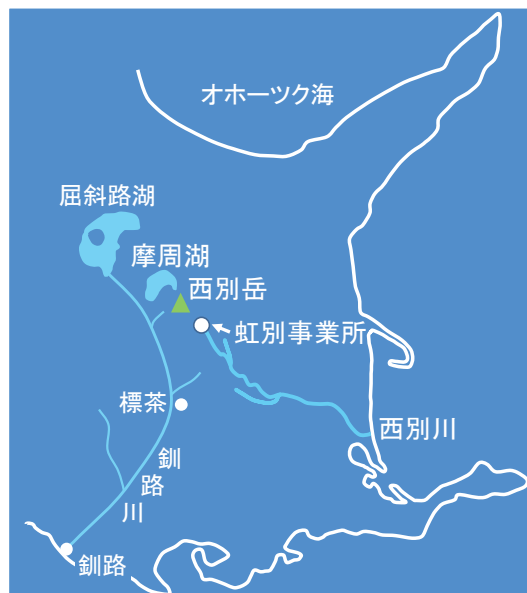 オホーツク海
屈斜路湖
摩周湖
西別岳
虹別事業所
標茶
西別川
釧路川
釧路